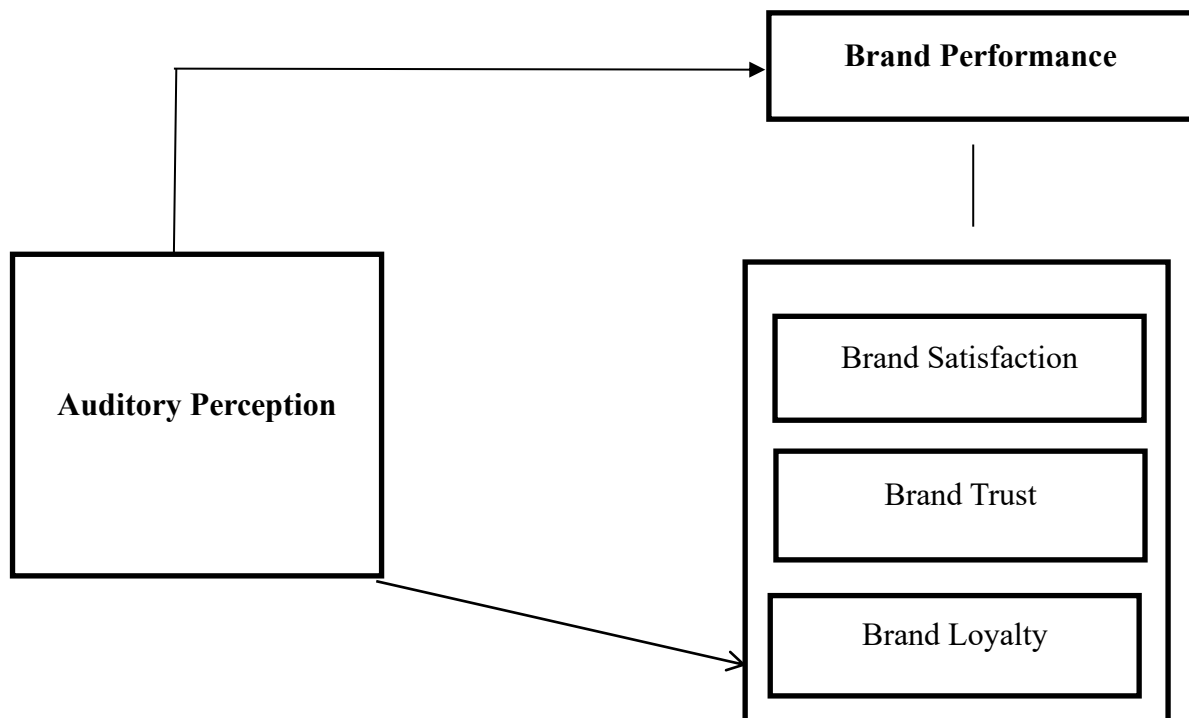 Brand Performance
Auditory Perception
Brand Satisfaction
Brand Trust
Brand Loyalty